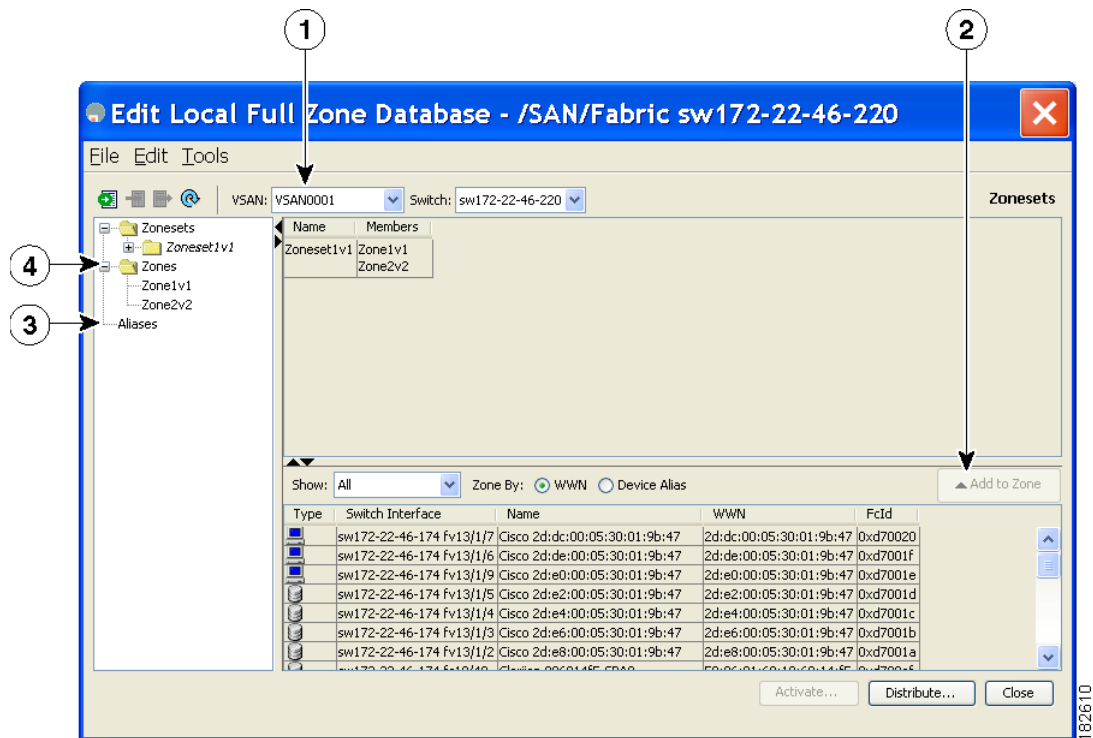 1
2
Edit Local Full Zone Database - /SAN/Fabric sw172-22-46-220
File Edit Tools
VSAN: VSAN0001 Switch: sw172-22-46-220 Zonesets
Zonesets
Zoneset1v1
4
Zones
Zone1v1
Zone2v2
3
Aliases
Name Members
Zoneset1v1 Zone1v1
Zone2v2
Show: All Zone By: WWN Device Alias Add to Zone
Type Switch Interface Name WWN FcId
sw172-22-46-174 fv13/1/7 Cisco 2d:dc:00:05:30:01:9b:47 2d:dc:00:05:30:01:9b:47 0xd70020
sw172-22-46-174 fv13/1/6 Cisco 2d:de:00:05:30:01:9b:47 2d:de:00:05:30:01:9b:47 0xd7001f
sw172-22-46-174 fv13/1/9 Cisco 2d:e0:00:05:30:01:9b:47 2d:e0:00:05:30:01:9b:47 0xd7001e
sw172-22-46-174 fv13/1/5 Cisco 2d:e2:00:05:30:01:9b:47 2d:e2:00:05:30:01:9b:47 0xd7001d
sw172-22-46-174 fv13/1/4 Cisco 2d:e4:00:05:30:01:9b:47 2d:e4:00:05:30:01:9b:47 0xd7001c
sw172-22-46-174 fv13/1/3 Cisco 2d:e6:00:05:30:01:9b:47 2d:e6:00:05:30:01:9b:47 0xd7001b
sw172-22-46-174 fv13/1/2 Cisco 2d:e8:00:05:30:01:9b:47 2d:e8:00:05:30:01:9b:47 0xd7001a
Activate... Distribute... Close
182610